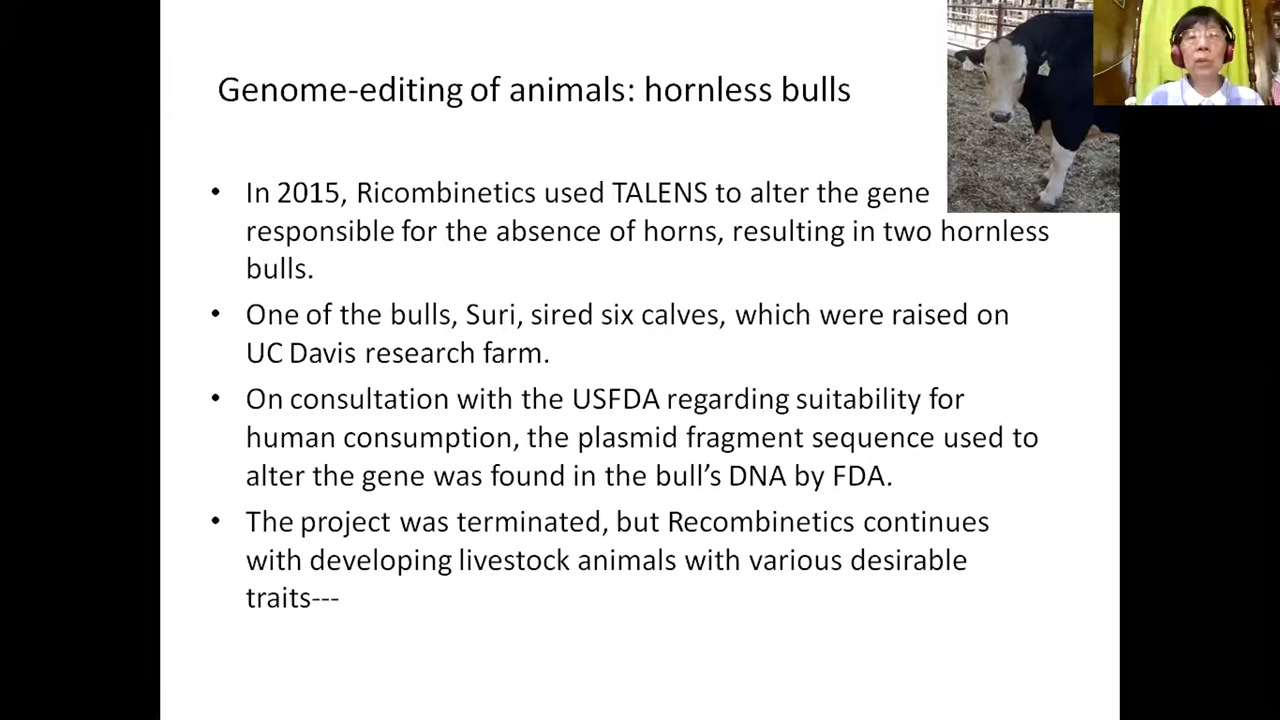 Genome-editing of animals: hornless bulls
• In 2015, Ricombinetics used TALENS to alter the gene
responsible for the absence of horns, resulting in two hornless
bulls.
• One of the bulls, Suri, sired six calves, which were raised on
UC Davis research farm.
• On consultation with the USFDA regarding suitability for
human consumption, the plasmid fragment sequence used to
alter the gene was found in the bull’s DNA by FDA.
• The project was terminated, but Recombinetics continues
with developing livestock animals with various desirable
traits---